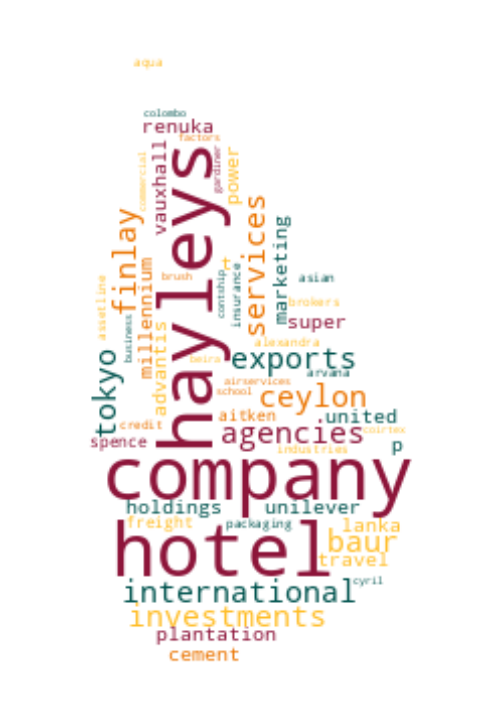 aqua
colombo
renuka
factors
hayleys
vauxhall
commercial
gardiner
power
finlay
services
marketing
millennium
brush
contship
insurance
asian
assetline
business
advantis
brokers
super
alexandra
tokyo
beira
exports
arvana
airservices
school
ceylon
credit
aitken
united
spence
agencies
coirtex
p
industries
company
holdings
unilever
freight
packaging
lanka
hotel
baur
travel
international
cyril
investments
plantation
cement